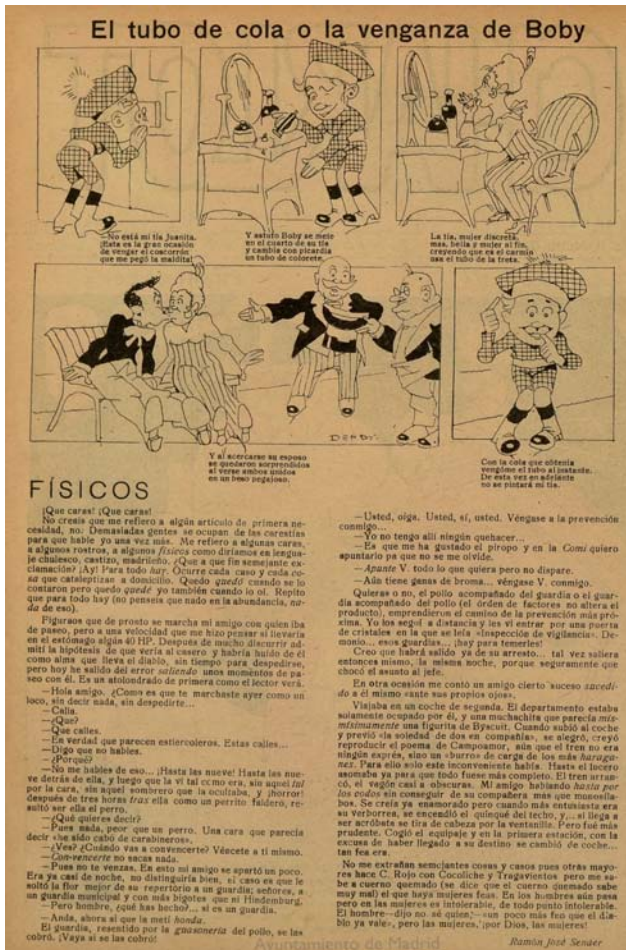 El tubo de cola o la venganza de Boby
—No está mi tía Juanita.
¡Esta es la gran ocasión
de vengar el coscorrón
que me pegó la maldita!
Y astuto Boby se mete
en el cuarto de su tía
y cambia con picardía
un tubo de colorete.
La tía, mujer discreta,
mas, bella y mujer al fin,
creyendo que es el carmín
usa el tubo de la treta.
DEPDY.
Y al acercarse su esposo
se quedaron sorprendidos
al verse ambos unidos
en un beso pegajoso.
Con la cola que obtenía
vengóme el tubo al instante.
De esta vez en adelante
no se pintará mi tía.
FÍSICOS
¡Que caras! ¡Que caras!
No creais que me refiero a algún artículo de primera ne-
cesidad, no. Demasiadas gentes se ocupan de las carestías
para que hable yo una vez más. Me refiero a algunas caras,
a algunos rostros, a algunos físicos como diríamos en lengua-
je chulesco, castizo, madrileño. ¿Que a que fin semejante ex-
clamación? ¡Ay! Para todo hay. Ocurre cada caso y cada co-
sa que cataleptizan a domicilio. Quedo quedó cuando se lo
contaron pero quedo quedé yo también cuando lo oí. Repito
que para todo hay (no penseis que nada en la abundancia, na-
da de eso).
Figuraos que de prosto se marcha mi amigo con quien iba
de paseo, pero a una velocidad que me hizo pensar si llevaría
en el estómago algún 40 HP. Después de mucho discurrir ad-
mití la hipótesis de que vería al casero y habría huído de él
como alma que lleva el diablo, sin tiempo para despedirse,
pero hoy he salido del error saliendo unos momentos de pa-
seo con él. Es un atolondrado de primera como el lector verá.
—Hola amigo. ¿Como es que te marchaste ayer como un
loco, sin decir nada, sin despedirte...
—Calla.
—¿Que?
—Que calles.
—En verdad que parecen estiercoleros. Estas calles...
—Digo que no hables.
—¿Porqué?
—No me hables de eso... ¡Hasta las nueve! Hasta las nue-
ve detrás de ella, y luego que la vi tal como era, sin aquel tul
por la cara, sin aquel sombrero que la ocultaba, y ¡horror!
después de tres horas tras ella como un perrito faldero, re-
sultó ser ella el perro.
—¿Qué quieres decir?
—Pues nada, peor que un perro. Una cara que parecía
decir «he sido cabo de carabineros».
—¿Ves? ¿Cuándo vas a convencerte? Véncete a ti mismo.
—Con-vencerte no sacas nada.
—Pues no te venzas. En esto mi amigo se apartó un poco.
Era ya casi de noche, no distinguiría bien, si caso es que le
soltó la flor mejor de su repertorio a un guardia; señores, a
un guardia municipal y con más bigotes que ni Hindemburg.
—Pero hombre, ¿qué has hecho?... si es un guardia.
—Anda, ahora si que la metí honda.
El guardia, resentido por la guasonería del pollo, se las
cobró. ¡Vaya si se las cobró!
—Usted, oiga. Usted, sí, usted. Véngase a la prevención
conmigo...
—Yo no tengo allí ningún quehacer...
—Es que me ha gustado el piropo y en la Comi quiero
apuntarlo pa que no se me olvide.
—Apante V. todo lo que quiera pero no dispare.
—Aún tiene ganas de broma... véngase V. conmigo.
Quieras o no, el pollo acompañado del guardia o el guar-
dia acompañado del pollo (el órden de factores no altera el
producto), emprendieron el camino de la prevención más pró-
xima. Yo los seguí a distancia y les ví entrar por una puerta
de cristales en la que se leía «Inspección de vigilancia». De-
monio... esos guardias... ¡hay para temerles!
Creo que habrá salido ya de su arresto... tal vez saliera
entonces mismo, la misma noche, porque seguramente que
chocó el asunto al jefe.
En otra ocasión me contó un amigo cierto suceso sucedi-
do a él mismo «ante sus propios ojos».
Viajaba en un coche de segunda. El departamento estaba
solamente ocupado por él, y una muchachita que parecía mis-
mísimamente una figurita de Byscuit. Cuando subió al coche
y previó «la soledad de dos en compañía», se alegró, creyó
reproducir el poema de Campoamor, aún que el tren no era
ningún exprés, sino un «burro» de carga de los más haraga-
nez. Para ello sólo este inconveniente había. Hasta el lucero
asomaba ya para que todo fuese más completo. El tren arran-
có, el vagón casi a obscuras. Mi amigo hablando hasta por
los codos sin conseguir de su compañera más que monosíla-
bos. Se creía ya enamorado pero cuando más entusiasta era
su verborrea, se encendió el quinqué del techo, y... si llega a
ser acróbata se tira de cabeza por la ventanilla. Pero fué más
prudente. Cogió el equipaje y en la primera estación, con la
excusa de haber llegado a su destino se cambió de coche...
tan fea era.
No me extrañan semejantes cosas y casos pues otras mayo-
res hace C. Rojo con Cocoliche y Tragavientos pero me sa-
be a cuerno quemado (se dice que el cuerno quemado sabe
muy mal) el que haya mujeres feas. En los hombres aún pasa
pero en las mujeres es intolerable, de todo punto intolerable.
El hombre—dijo no sé quien;—«un poco más feo que el dia-
blo ya vale», pero las mujeres, ¡por Dios, las mujeres!
Ramón José Senaer
Ayuntamiento de Madrid